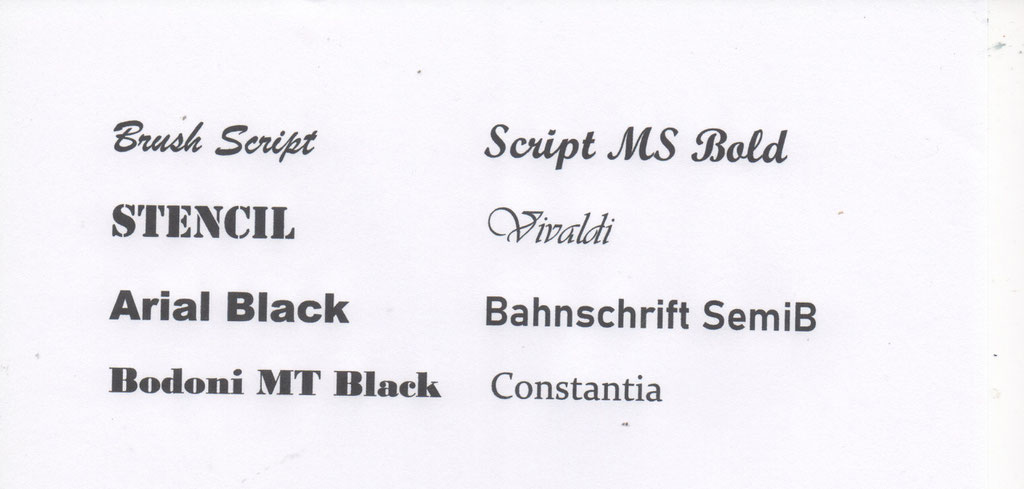 Brush Script
Script MS Bold
STENCIL
Vivaldi
Arial Black
Bahnschrift SemiB
Bodoni MT Black
Constantia